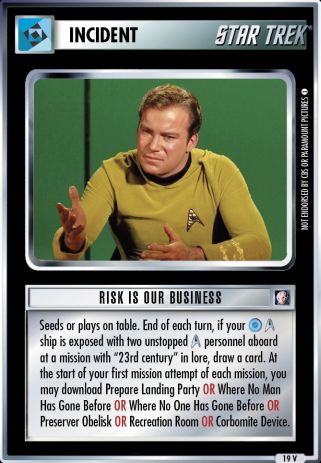 INCIDENT
STAR TREK
NOT ENDORSED BY CBS OR PARAMOUNT PICTURES
RISK IS OUR BUSINESS
Seeds or plays on table. End of each turn, if your
ship is exposed with two unstopped personnel aboard
at a mission with “23rd century” in lore, draw a card. At
the start of your first mission attempt of each mission, you
may download Prepare Landing Party OR Where No Man
Has Gone Before OR Where No One Has Gone Before OR
Preserver Obelisk OR Recreation Room OR Corbomite Device.
19 V